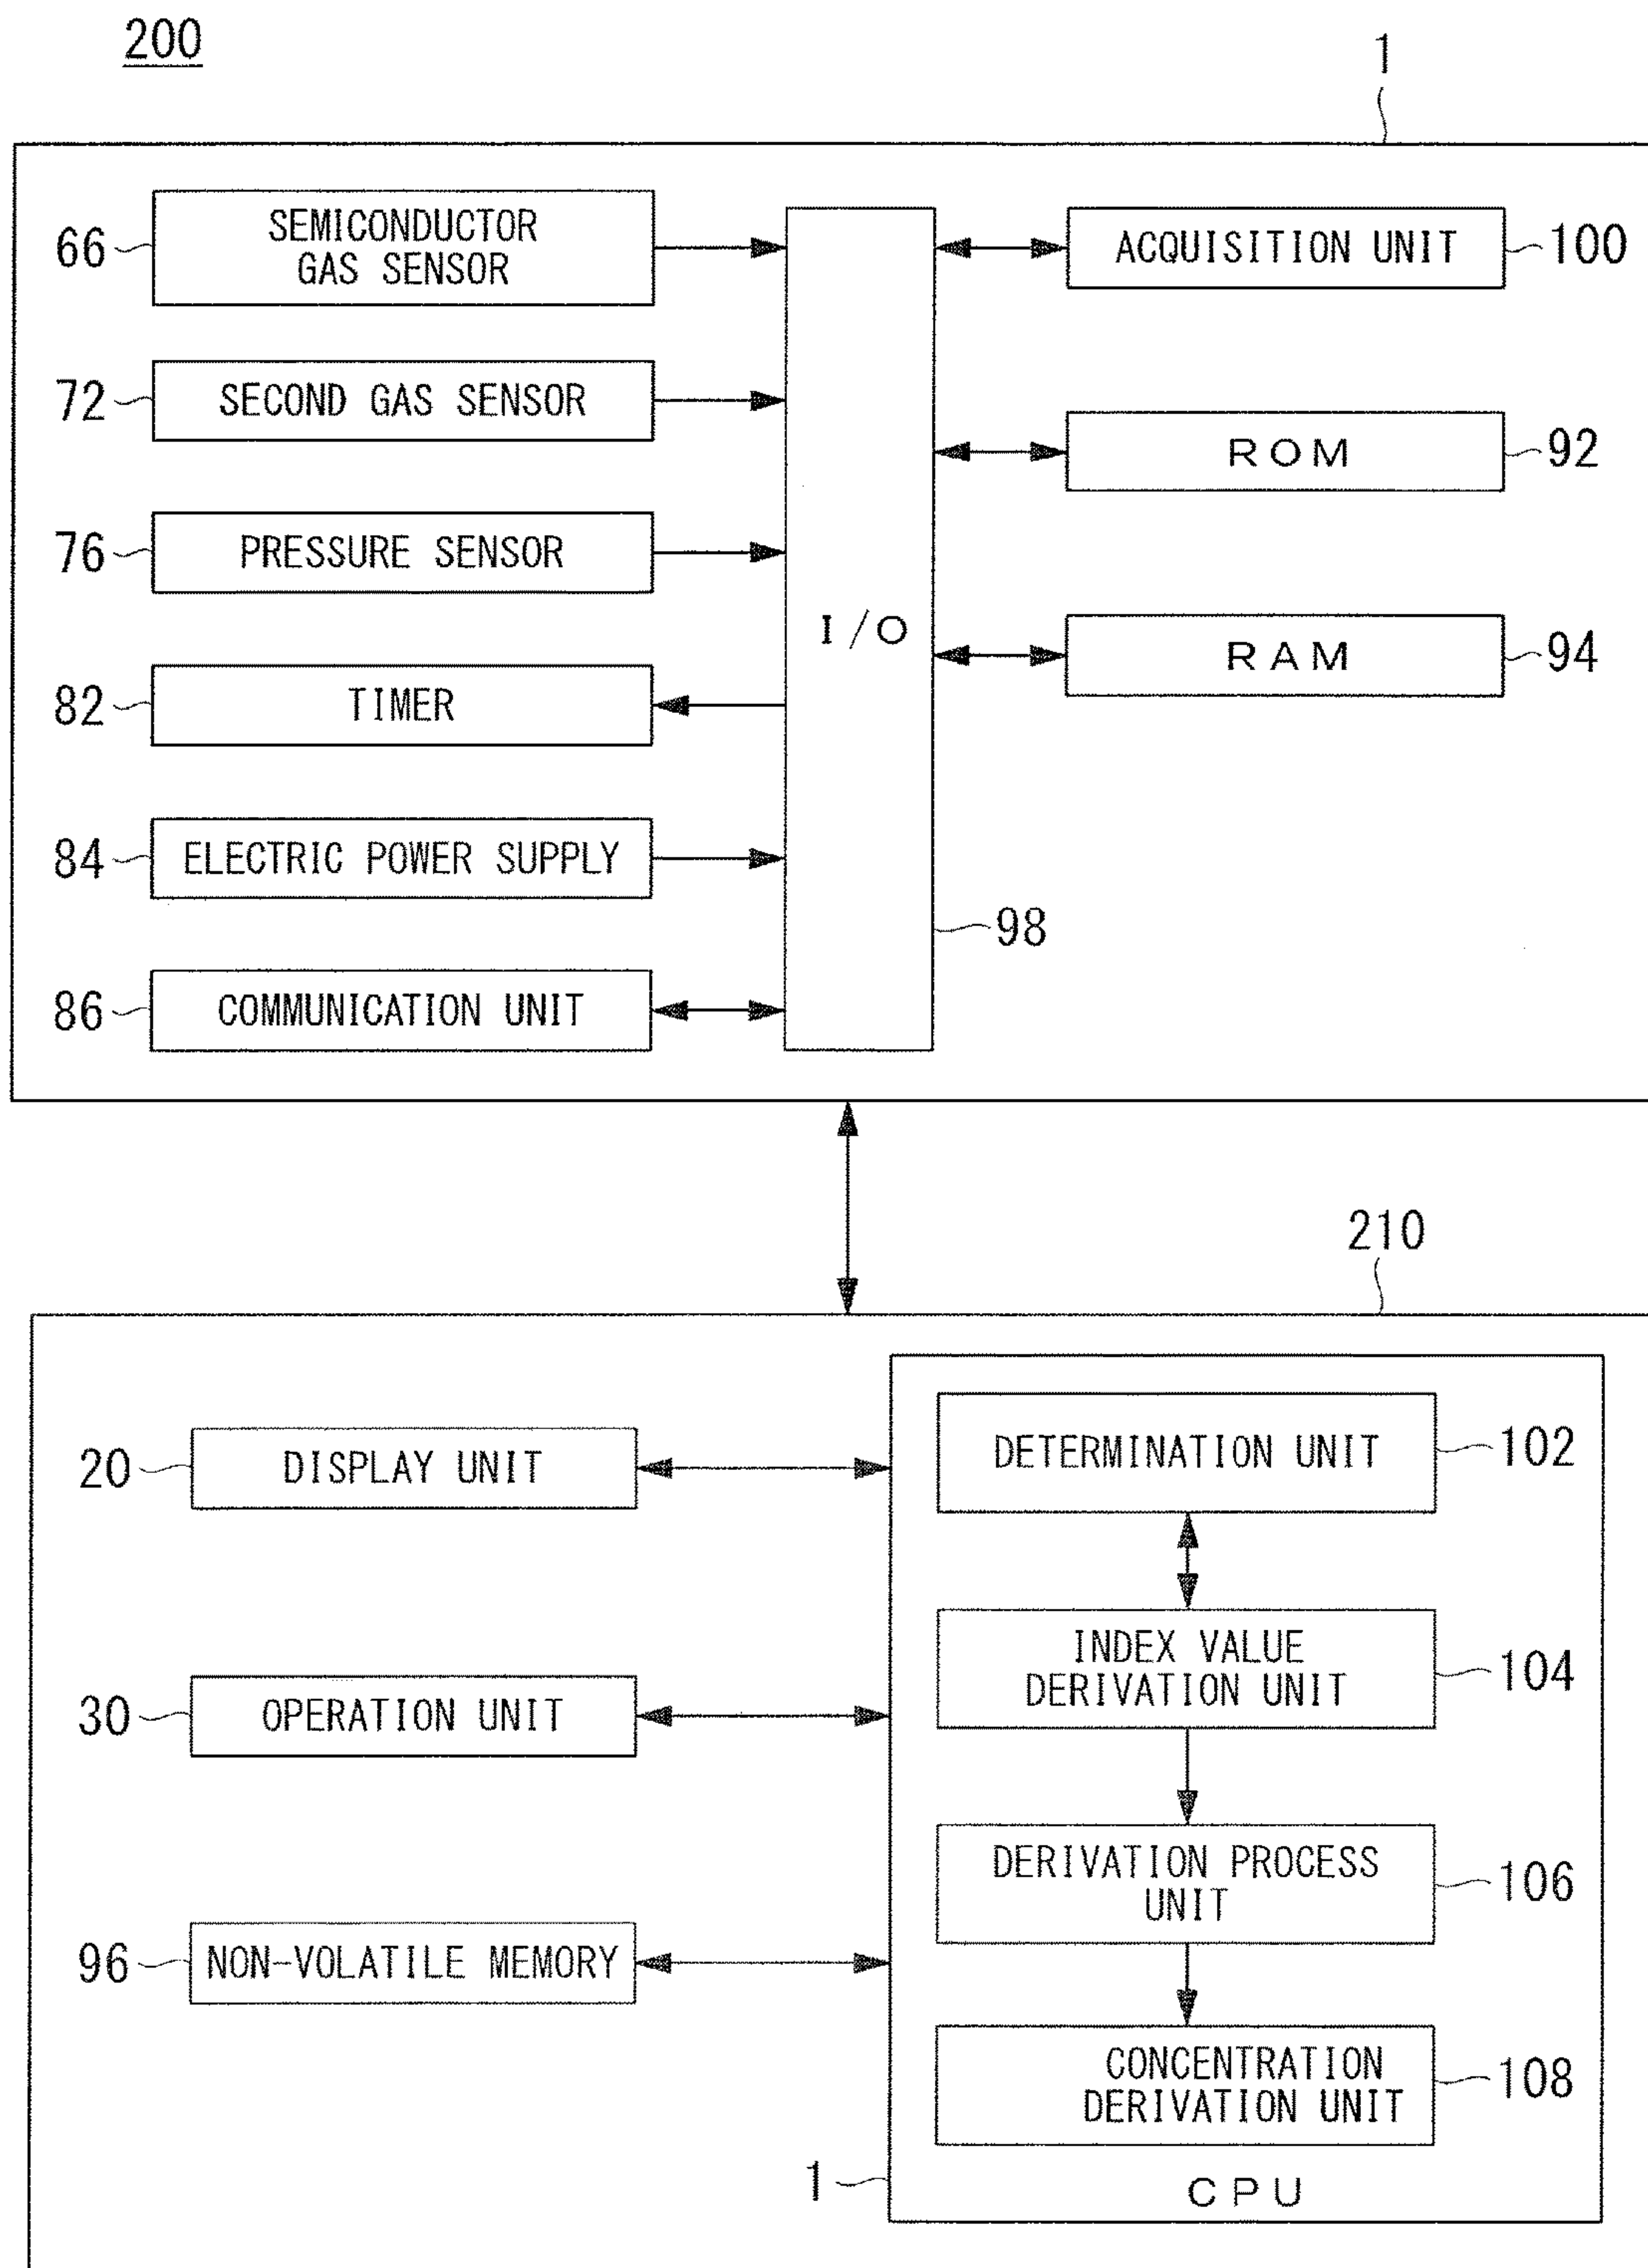 200
1
66
SEMICONDUCTOR
GAS SENSOR
ACQUISITION UNIT
100
72
SECOND GAS SENSOR
ROM
92
76
PRESSURE SENSOR
I/O
RAM
94
82
TIMER
84
ELECTRIC POWER SUPPLY
98
86
COMMUNICATION UNIT
210
20
DISPLAY UNIT
DETERMINATION UNIT
102
INDEX VALUE
DERIVATION UNIT
104
30
OPERATION UNIT
DERIVATION PROCESS
UNIT
106
96
NON-VOLATILE MEMORY
CONCENTRATION
DERIVATION UNIT
108
1
CPU